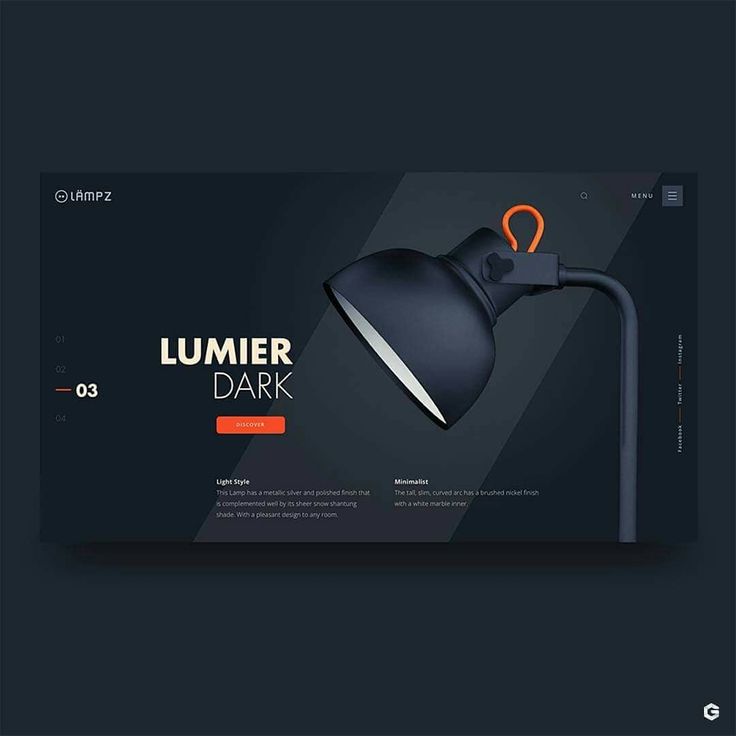 LÄMPZ
MENU
01
02
03
04
LUMIER
DARK
DISCOVER
Instagram
Twitter
Facebook
Light Style
This Lamp has a metallic silver and polished finish that
is complemented well by its sheer snow shantung
shade. With a pleasant design to any room.
Minimalist
The tall, slim, curved arc has a brushed nickel finish
with a white marble inner.
G